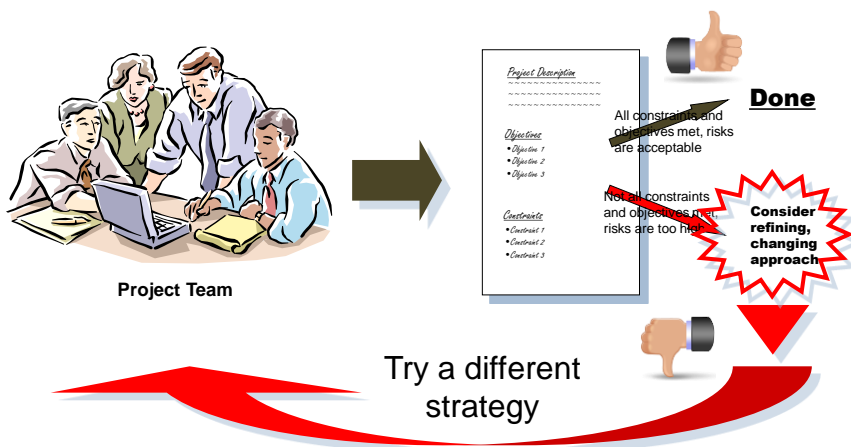 Project Team
Project Description
~~~~~~~~~~~~~~~~
~~~~~~~~~~~~~~~~
~~~~~~~~~~~~~~~~
Objectives
•Objective 1
•Objective 2
•Objective 3
Constraints
•Constraint 1
•Constraint 2
•Constraint 3
All constraints and
objectives met, risks
are acceptable
Done
Not all constraints
and objectives met,
risks are too high
Consider
refining,
changing
approach
Try a different
strategy